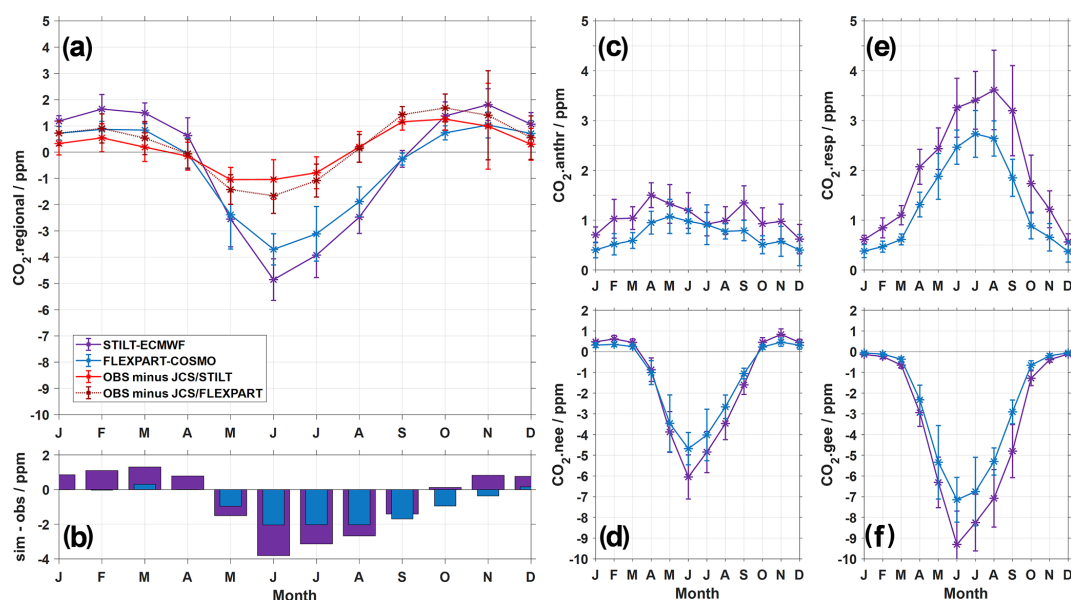 (a)
CO2.regional / ppm
5
4
3
2
1
0
-1
-2
-3
-4
-5
-6
-7
-8
-9
-10
STILT-ECMWF
FLEXPART-COSMO
OBS minus JCS/STILT
OBS minus JCS/FLEXPART
J F M A M J J A S O N D
(b)
sim - obs / ppm
2
0
-2
-4
J F M A M J J A S O N D
Month
(c)
CO2.anthr / ppm
5
4
3
2
1
0
J F M A M J J A S O N D
(d)
CO2.nee / ppm
2
1
0
-1
-2
-3
-4
-5
-6
-7
-8
-9
-10
J F M A M J J A S O N D
Month
(e)
CO2.resp / ppm
5
4
3
2
1
0
J F M A M J J A S O N D
(f)
CO2.gee / ppm
2
1
0
-1
-2
-3
-4
-5
-6
-7
-8
-9
-10
J F M A M J J A S O N D
Month